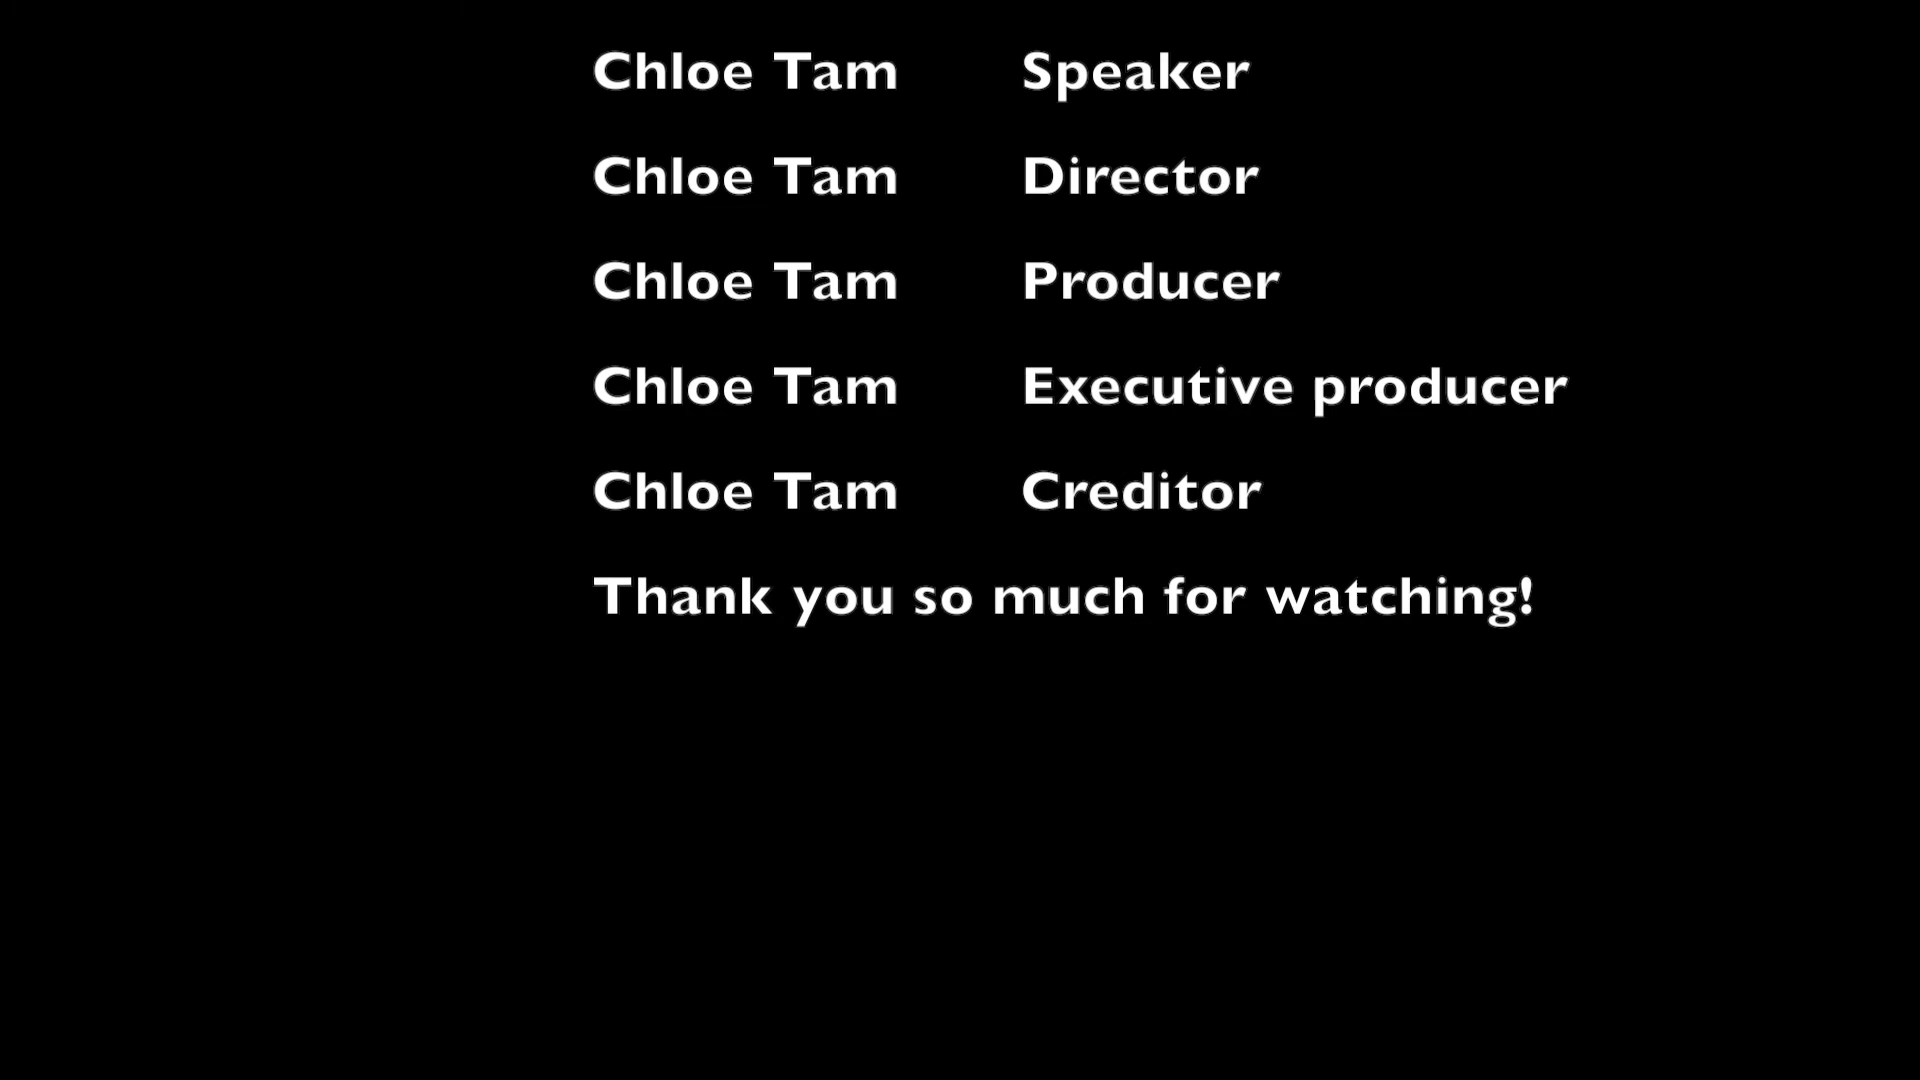 Chloe Tam Speaker
Chloe Tam Director
Chloe Tam Producer
Chloe Tam Executive producer
Chloe Tam Creditor
Thank you so much for watching!